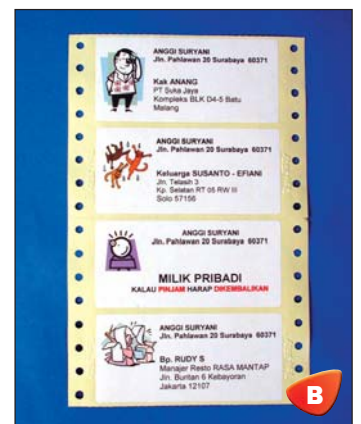 ANGGI SURYANI
Jln. Pahlawan 20 Surabaya 60371
Kak ANANG
PT Suka Jaya
Kompleks BLK D4-5 Batu
Malang
ANGGI SURYANI
Jln. Pahlawan 20 Surabaya 60371
Keluarga SUSANTO - EFIANI
Jln. Telasih 3
Kp. Selatan RT 05 RW III
Solo 57156
ANGGI SURYANI
Jln. Pahlawan 20 Surabaya 60371
MILIK PRIBADI
KALAU PINJAM HARAP DIKEMBALIKAN
ANGGI SURYANI
Jln. Pahlawan 20 Surabaya 60371
Bp. RUDY S
Manajer Resto RASA MANTAP
Jln. Buntan 6 Kebayoran
Jakarta 12107
B